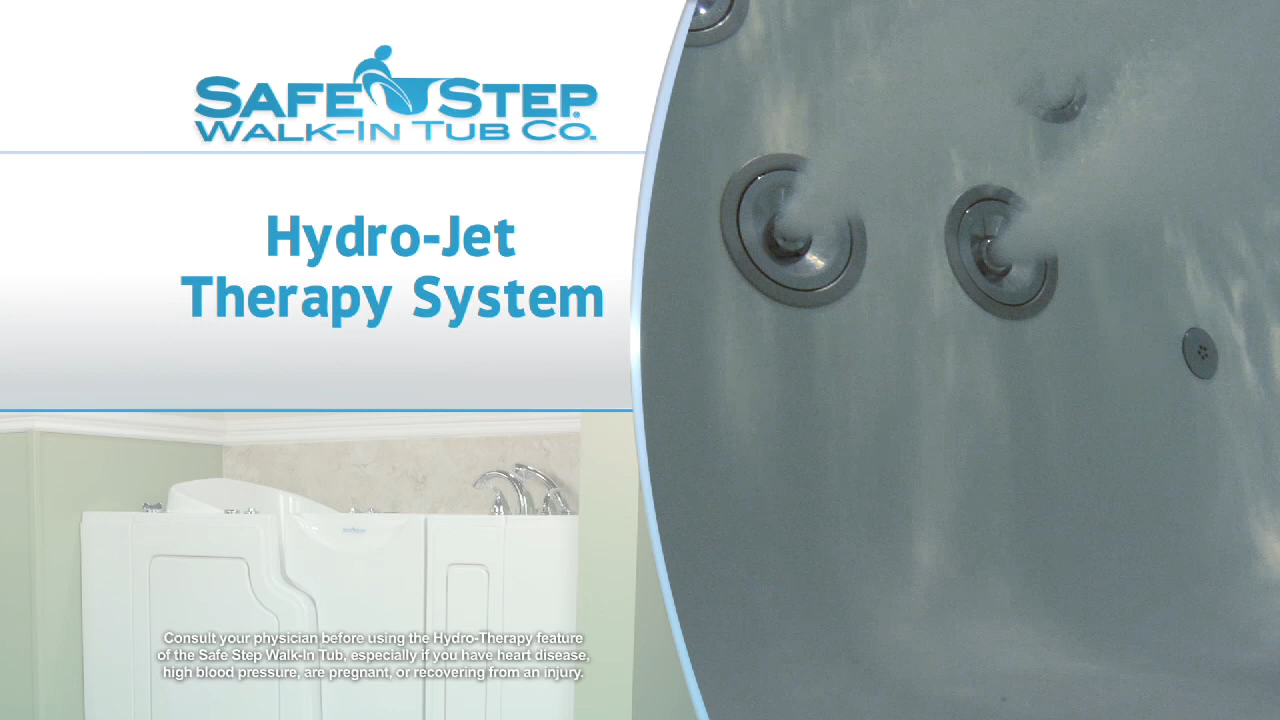 SAFE STEP®
WALK-IN TUB CO.
Hydro-Jet
Therapy System
Consult your physician before using the Hydro-Therapy feature
of the Safe Step Walk-In Tub, especially if you have heart disease,
high blood pressure, are pregnant, or recovering from an injury.